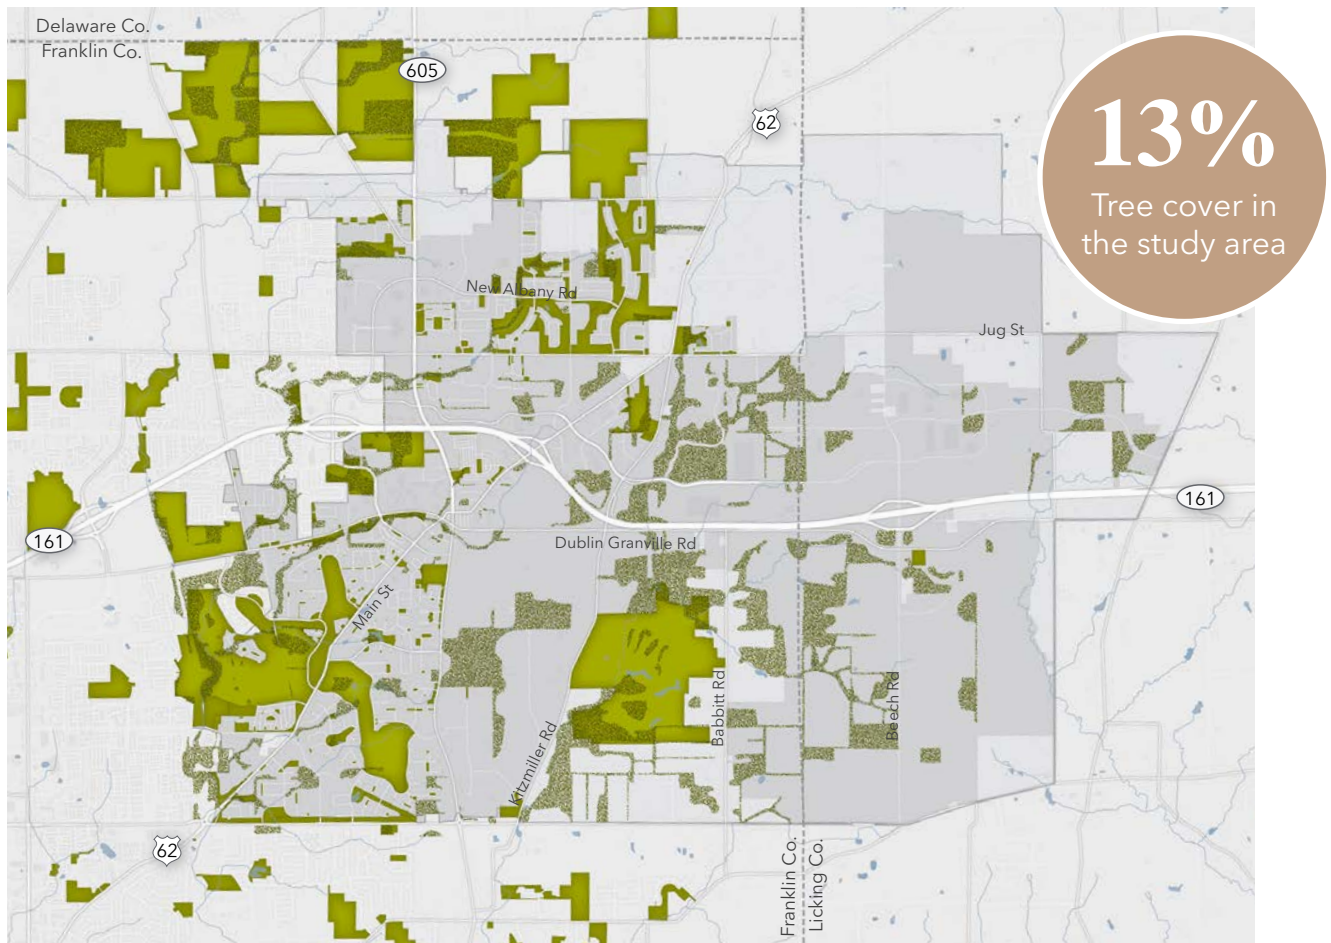 Delaware Co.
Franklin Co.
605
62
13%
Tree cover in
the study area
New Albany Rd
Jug St
161
161
Dublin Granville Rd
Main St
Babbitt Rd
Beech Rd
Kitzmiller Rd
62
Franklin Co.
Licking Co.